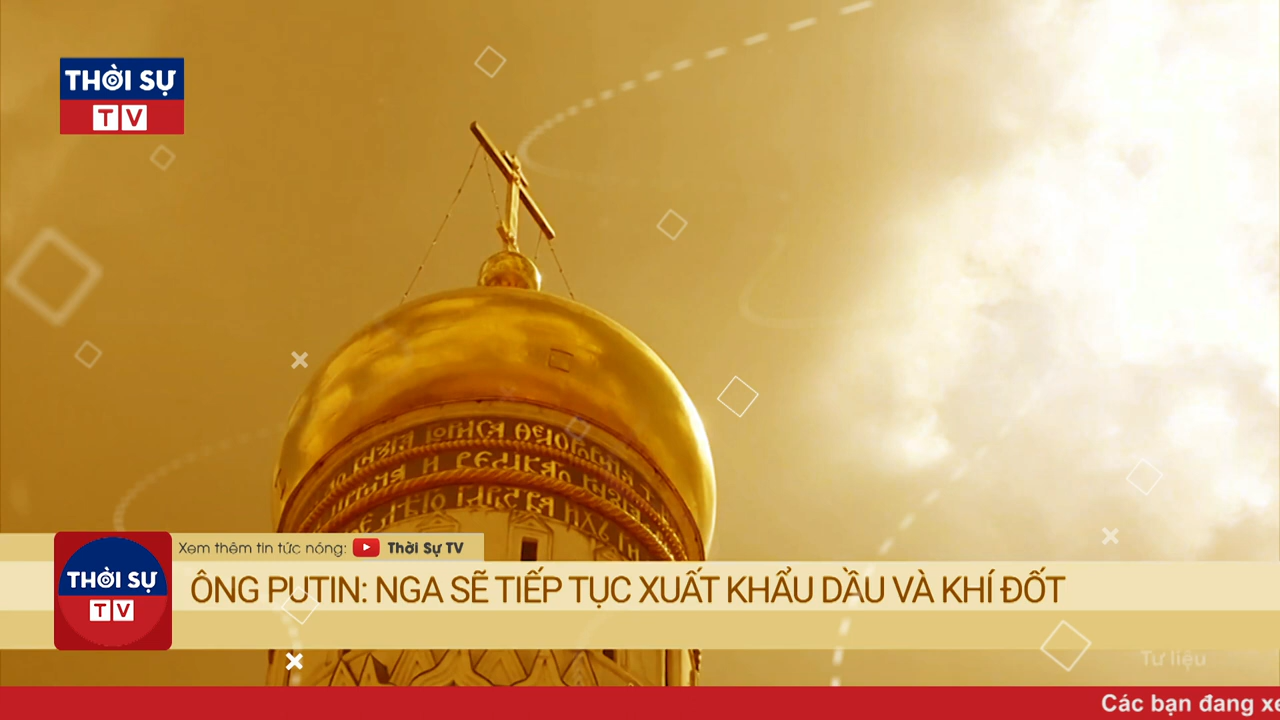 THỜI SỰ
TV
Xem thêm tin tức nóng: Thời Sự TV
THỜI SỰ
TV
ÔNG PUTIN: NGA SẼ TIẾP TỤC XUẤT KHẨU DẦU VÀ KHÍ ĐỐT
Tư liệu
Các bạn đang xe